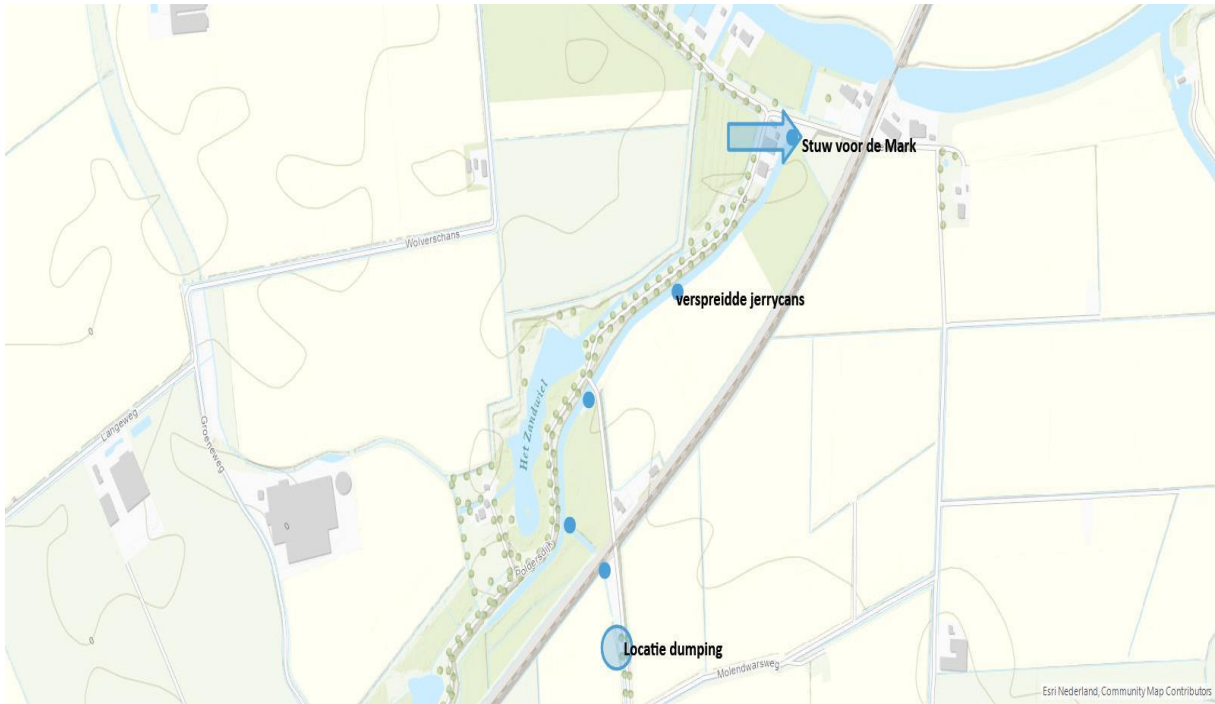 Stuw voor de Mark
Wolverschans
verspreidde jerrycans
Het Zandwiel
Langeweg
Groeneweg
Poldersdijk
Locatie dumping
Molendwarsweg
Esri Nederland, Community Map Contributors